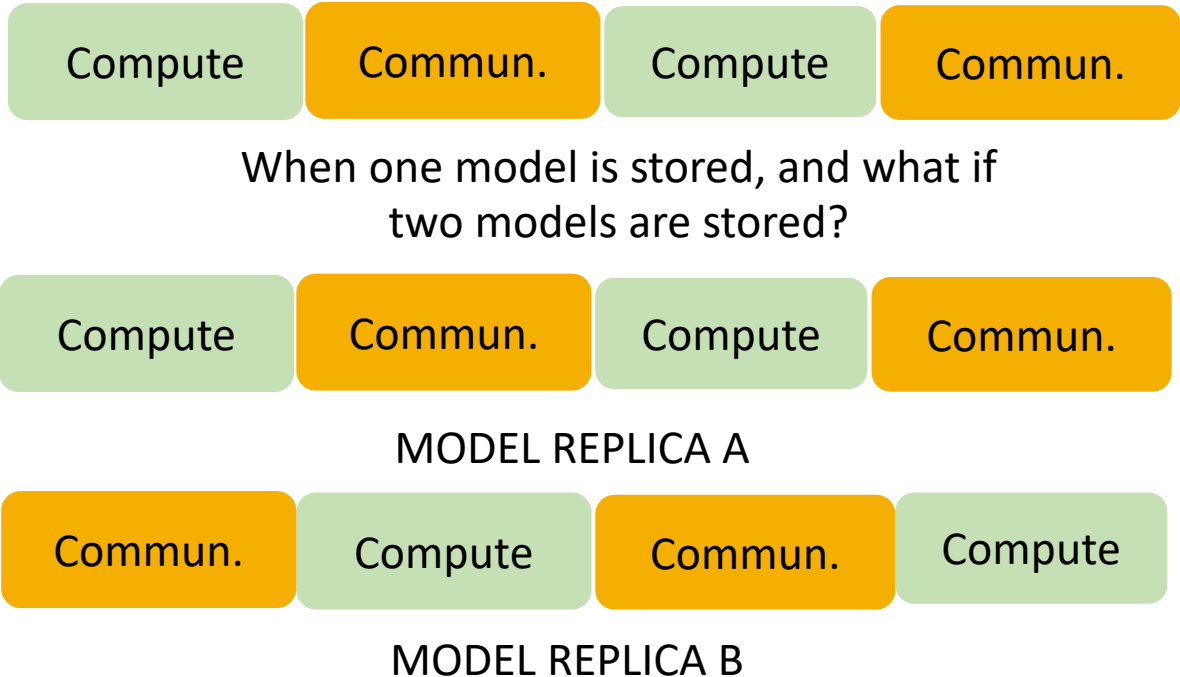 Compute Commun. Compute Commun.
When one model is stored, and what if
two models are stored?
Compute Commun. Compute Commun.
MODEL REPLICA A
Commun. Compute Commun. Compute
MODEL REPLICA B